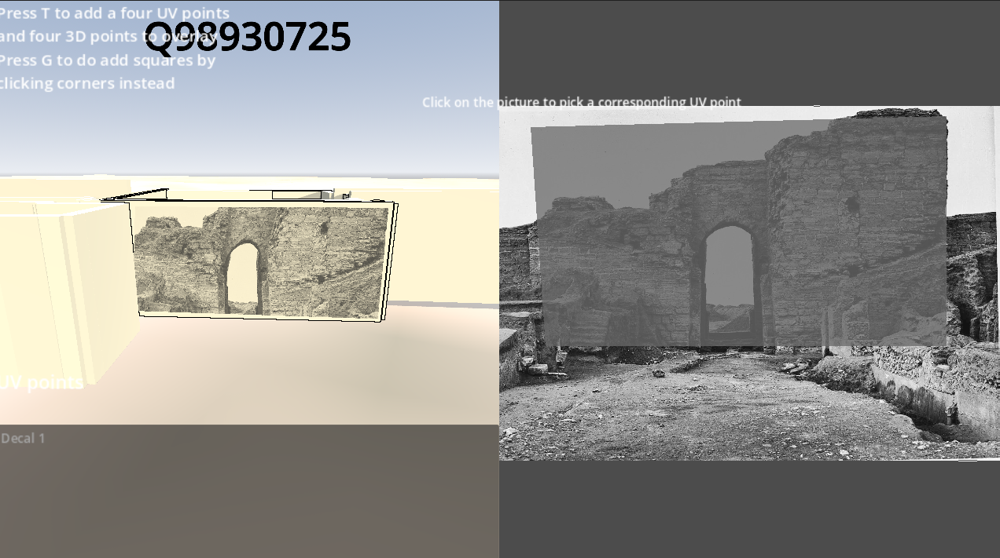 Press T to add a four UV points
and four 3D points to overlay
Press G to do add squares by
clicking corners instead
Q98930725
Click on the picture to pick a corresponding UV point
UV points
Decal 1